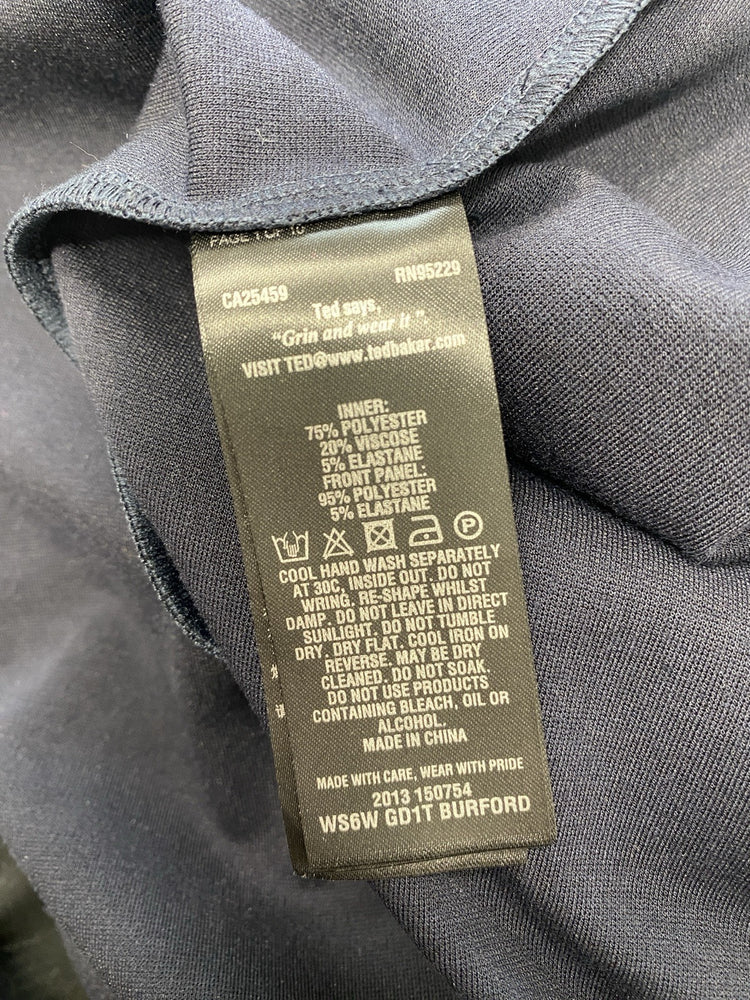 PAGE 1 OF 10
CA25459 RN95229
Ted says,
"Grin and wear it".
VISIT TED@www.tedbaker.com
INNER:
75% POLYESTER
20% VISCOSE
5% ELASTANE
FRONT PANEL:
95% POLYESTER
5% ELASTANE
COOL HAND WASH SEPARATELY
AT 30C, INSIDE OUT. DO NOT
WRING. RE-SHAPE WHILST
DAMP. DO NOT LEAVE IN DIRECT
SUNLIGHT. DO NOT TUMBLE
DRY. DRY FLAT. COOL IRON ON
REVERSE. MAY BE DRY
CLEANED. DO NOT SOAK.
DO NOT USE PRODUCTS
CONTAINING BLEACH, OIL OR
ALCOHOL.
MADE IN CHINA
MADE WITH CARE, WEAR WITH PRIDE
2013 150754
WS6W GD1T BURFORD